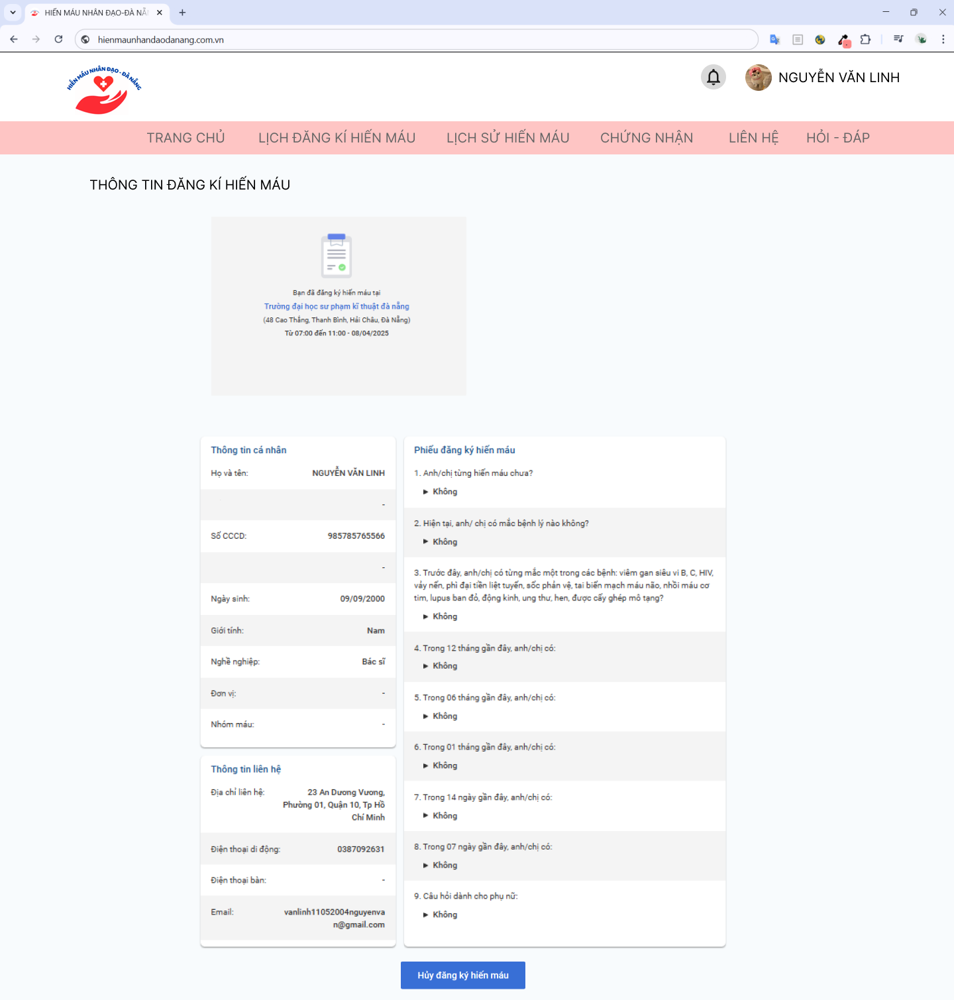 HIẾN MÁU NHÂN ĐẠO-ĐÀ NẴ
hienmaunhandaodanang.com.vn
HIẾN MÁU NHÂN ĐẠO - ĐÀ NẴNG
NGUYỄN VĂN LINH
TRANG CHỦ LỊCH ĐĂNG KÍ HIẾN MÁU LỊCH SỬ HIẾN MÁU CHỨNG NHẬN LIÊN HỆ HỎI - ĐÁP
THÔNG TIN ĐĂNG KÍ HIẾN MÁU
Bạn đã đăng ký hiến máu tại
Trường đại học sư phạm kĩ thuật đà nẵng
(48 Cao Thắng, Thanh Bình, Hải Châu, Đà Nẵng)
Từ 07:00 đến 11:00 - 08/04/2025
Thông tin cá nhân
Họ và tên: NGUYỄN VĂN LINH
-
Số CCCD: 985785765566
-
Ngày sinh: 09/09/2000
Giới tính: Nam
Nghề nghiệp: Bác sĩ
Đơn vị: -
Nhóm máu: -
Thông tin liên hệ
Địa chỉ liên hệ: 23 An Dương Vương,
Phường 01, Quận 10, Tp Hồ
Chí Minh
Điện thoại di động: 0387092631
Điện thoại bàn: -
Email: vanlinh11052004nguyenva
n@gmail.com
Phiếu đăng ký hiến máu
1. Anh/chị từng hiến máu chưa?
Không
2. Hiện tại, anh/ chị có mắc bệnh lý nào không?
Không
3. Trước đây, anh/chị có từng mắc một trong các bệnh: viêm gan siêu vi B, C, HIV,
vảy nến, phì đại tiền liệt tuyến, sốc phản vệ, tai biến mạch máu não, nhồi máu cơ
tim, lupus ban đỏ, động kinh, ung thư, hen, được cấy ghép mô tạng?
Không
4. Trong 12 tháng gần đây, anh/chị có:
Không
5. Trong 06 tháng gần đây, anh/chị có:
Không
6. Trong 01 tháng gần đây, anh/chị có:
Không
7. Trong 14 ngày gần đây, anh/chị có:
Không
8. Trong 07 ngày gần đây, anh/chị có:
Không
9. Câu hỏi dành cho phụ nữ:
Không
Hủy đăng ký hiến máu